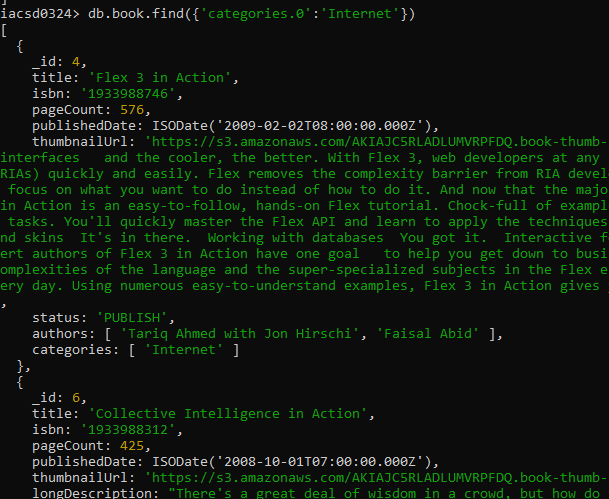 ]
iacsd0324> db.book.find({'categories.0':'Internet'})
[
  {
    _id: 4,
    title: 'Flex 3 in Action',
    isbn: '1933988746',
    pageCount: 576,
    publishedDate: ISODate('2009-02-02T08:00:00.000Z'),
    thumbnailUrl: 'https://s3.amazonaws.com/AKIAJC5RLADLUMVRPFDQ.book-thumb-
interfaces   and the cooler, the better. With Flex 3, web developers at any
RIAs) quickly and easily. Flex removes the complexity barrier from RIA devel
 focus on what you want to do instead of how to do it. And now that the majo
in Action is an easy-to-follow, hands-on Flex tutorial. Chock-full of exampl
 tasks. You'll quickly master the Flex API and learn to apply the techniques
nd skins  It's in there.  Working with databases  You got it.  Interactive f
ert authors of Flex 3 in Action have one goal   to help you get down to busi
omplexities of the language and the super-specialized subjects in the Flex e
ery day. Using numerous easy-to-understand examples, Flex 3 in Action gives
,
    status: 'PUBLISH',
    authors: [ 'Tariq Ahmed with Jon Hirschi', 'Faisal Abid' ],
    categories: [ 'Internet' ]
  },
  {
    _id: 6,
    title: 'Collective Intelligence in Action',
    isbn: '1933988312',
    pageCount: 425,
    publishedDate: ISODate('2008-10-01T07:00:00.000Z'),
    thumbnailUrl: 'https://s3.amazonaws.com/AKIAJC5RLADLUMVRPFDQ.book-thumb-
    longDescription: "There's a great deal of wisdom in a crowd, but how do